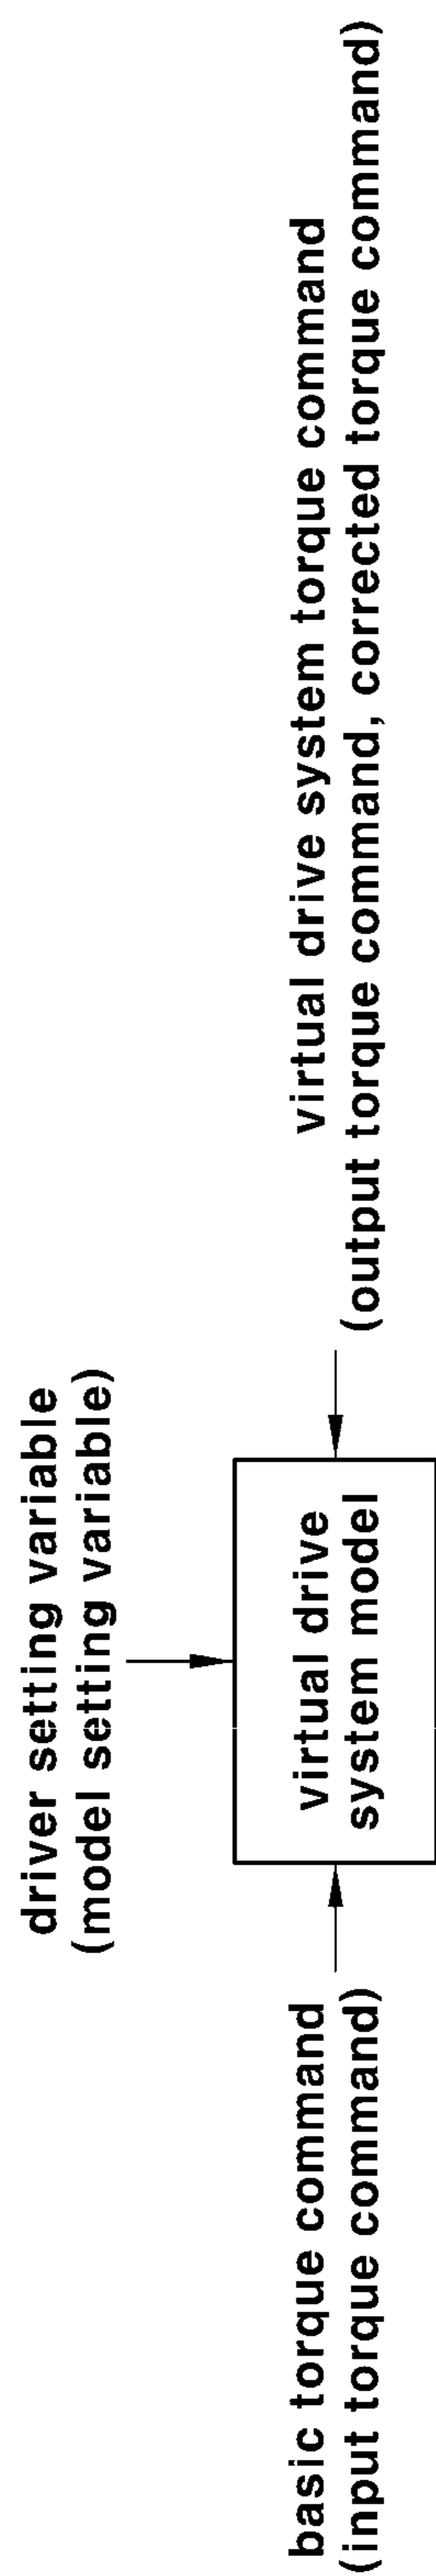 driver setting variable
(model setting variable)
basic torque command
(input torque command)
virtual drive
system model
virtual drive system torque command
(output torque command, corrected torque command)